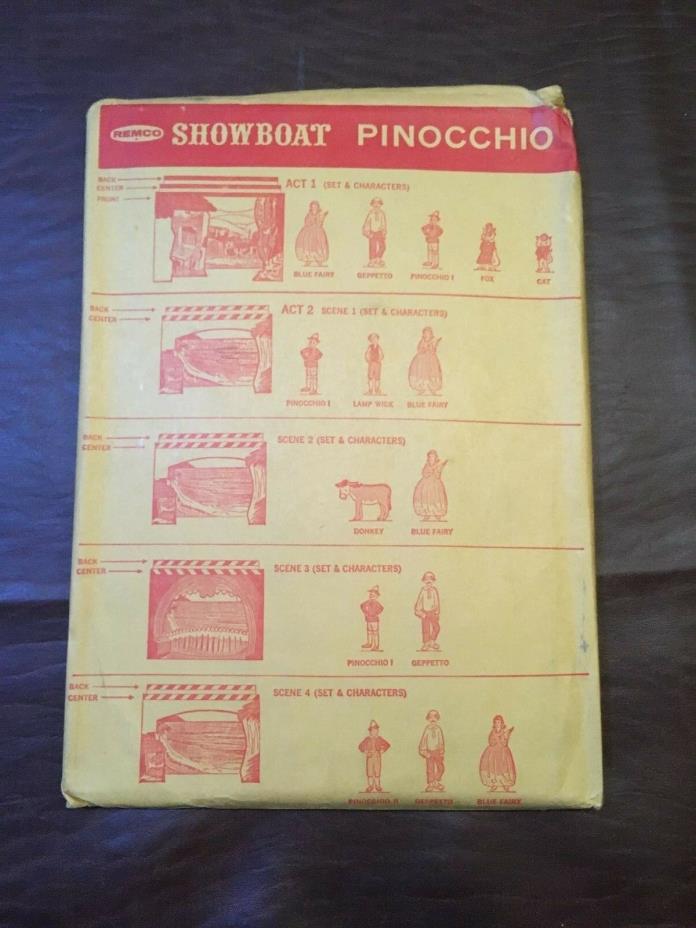 REMCO SHOWBOAT PINOCCHIO
BACK
CENTER
FRONT
ACT 1 (SET & CHARACTERS)
BLUE FAIRY GEPPETTO PINOCCHIO I FOX CAT
BACK
CENTER
ACT 2 SCENE 1 (SET & CHARACTERS)
PINOCCHIO I LAMP WICK BLUE FAIRY
BACK
CENTER
SCENE 2 (SET & CHARACTERS)
DONKEY BLUE FAIRY
BACK
CENTER
SCENE 3 (SET & CHARACTERS)
PINOCCHIO I GEPPETTO
BACK
CENTER
SCENE 4 (SET & CHARACTERS)
PINOCCHIO II GEPPETTO BLUE FAIRY